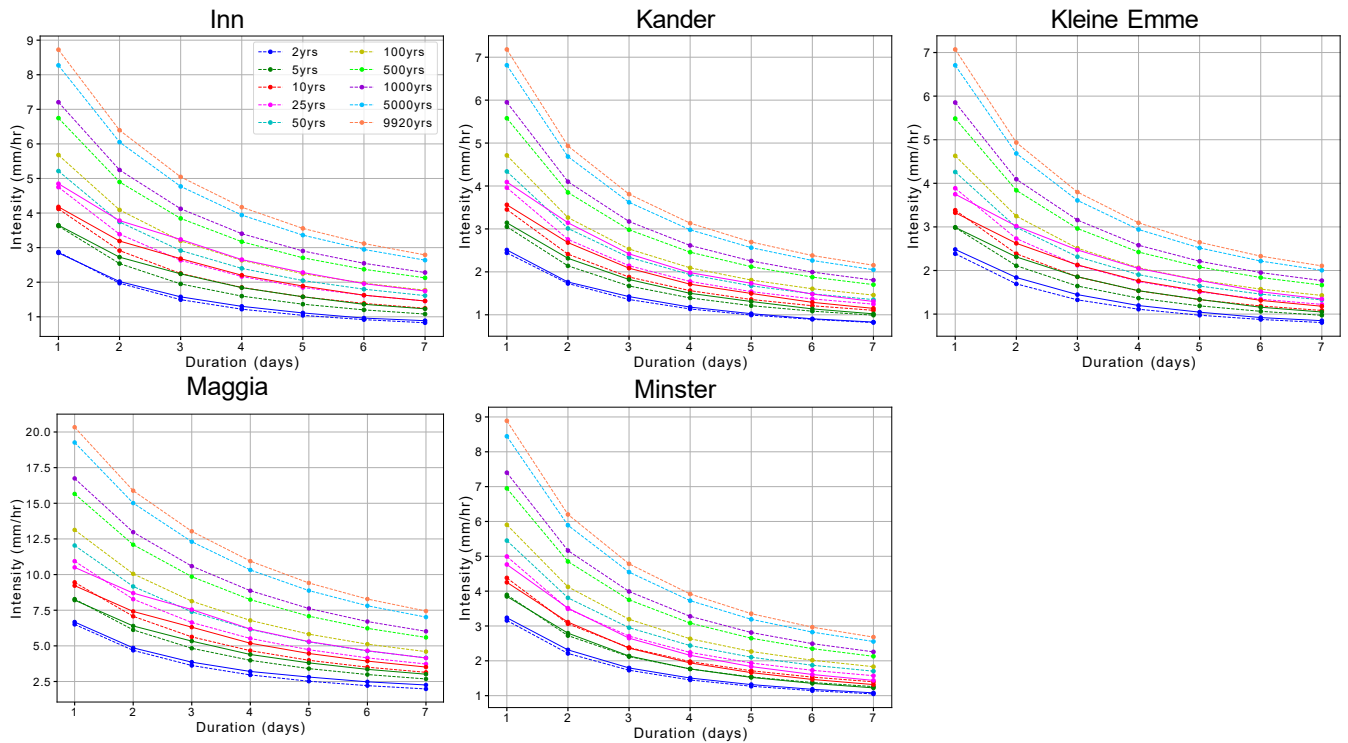 Inn
Kander
Kleine Emme
9
8
7
6
5
4
3
2
1
Intensity (mm/hr)
2yrs
5yrs
10yrs
25yrs
50yrs
100yrs
500yrs
1000yrs
5000yrs
9920yrs
1 2 3 4 5 6 7
Duration (days)
7
6
5
4
3
2
1
Intensity (mm/hr)
1 2 3 4 5 6 7
Duration (days)
7
6
5
4
3
2
1
Intensity (mm/hr)
1 2 3 4 5 6 7
Duration (days)
Maggia
Minster
20.0
17.5
15.0
12.5
10.0
7.5
5.0
2.5
Intensity (mm/hr)
1 2 3 4 5 6 7
Duration (days)
9
8
7
6
5
4
3
2
1
Intensity (mm/hr)
1 2 3 4 5 6 7
Duration (days)